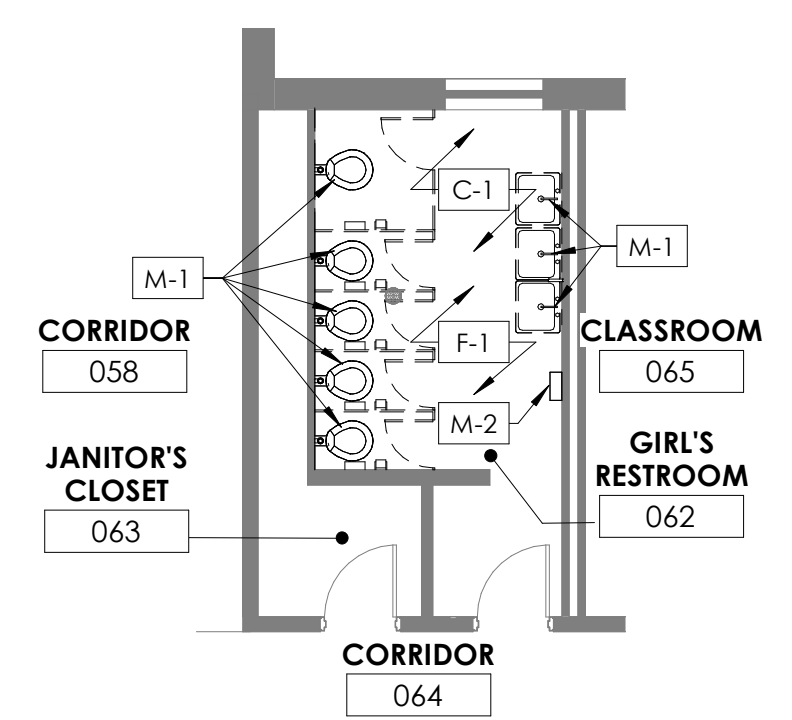 C-1
M-1
M-1
CORRIDOR
058
F-1
CLASSROOM
065
M-2
JANITOR'S
CLOSET
063
GIRL'S
RESTROOM
062
CORRIDOR
064